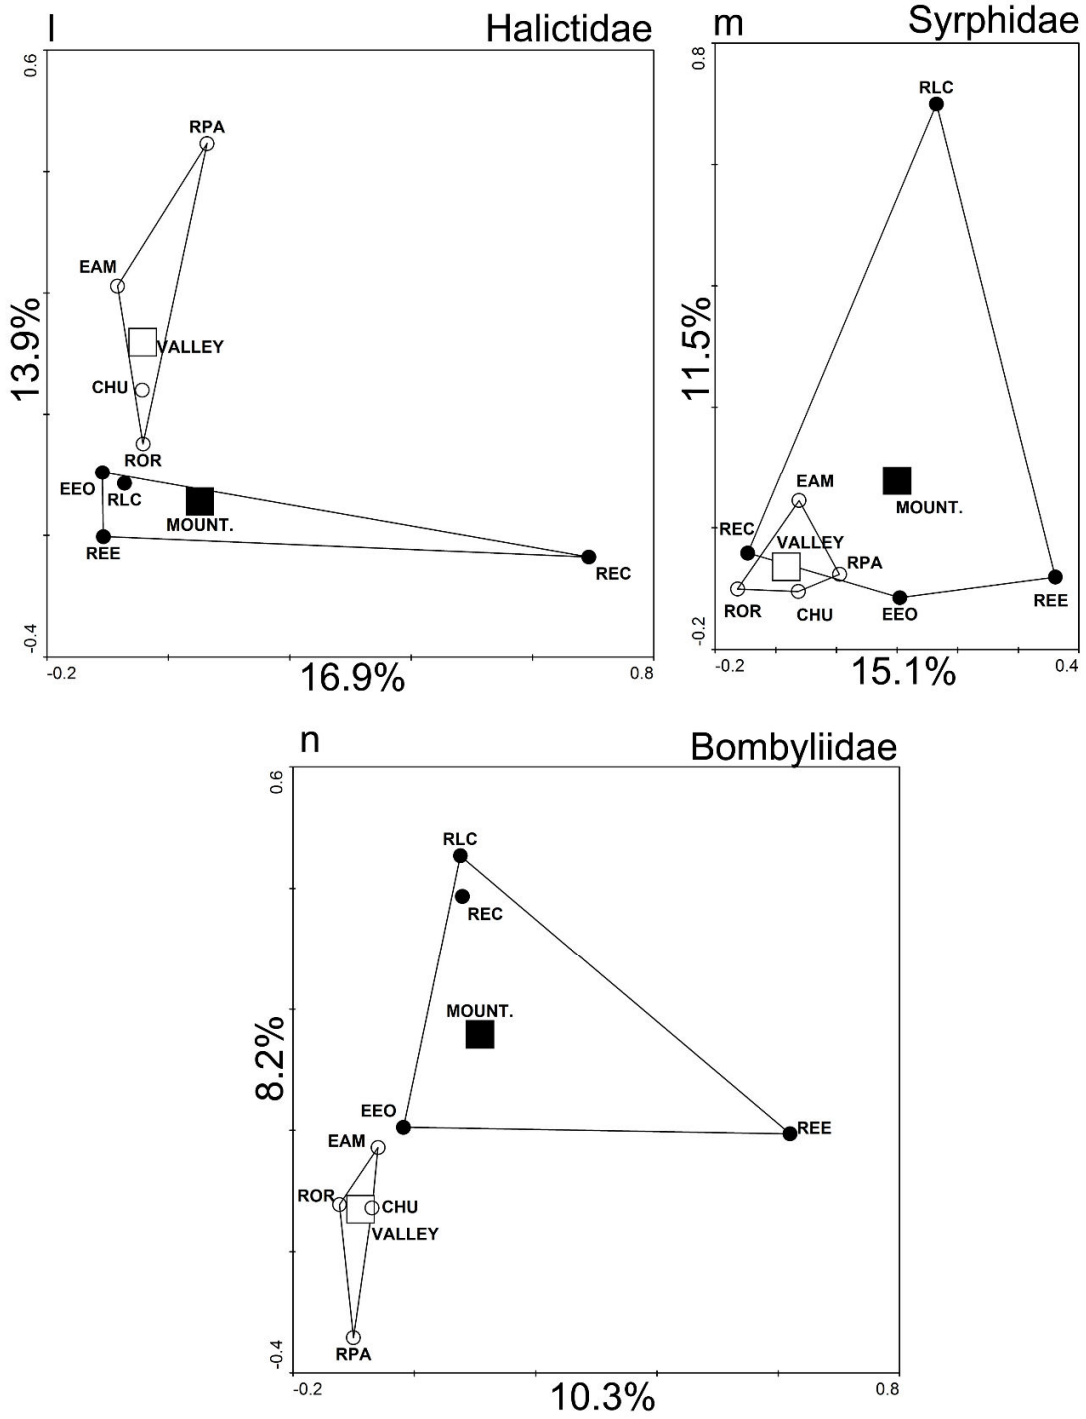 l
Halictidae
0.6
RPA
EAM
13.9%
VALLEY
CHU
ROR
EEO
RLC
MOUNT.
REE
REC
-0.4
-0.2
16.9%
0.8
m
Syrphidae
0.8
RLC
11.5%
EAM
MOUNT.
REC
VALLEY
RPA
ROR
CHU
EEO
REE
-0.2
-0.2
15.1%
0.4
n
Bombyliidae
0.6
RLC
REC
MOUNT.
8.2%
EEO
REE
EAM
ROR
CHU
VALLEY
RPA
-0.4
-0.2
10.3%
0.8